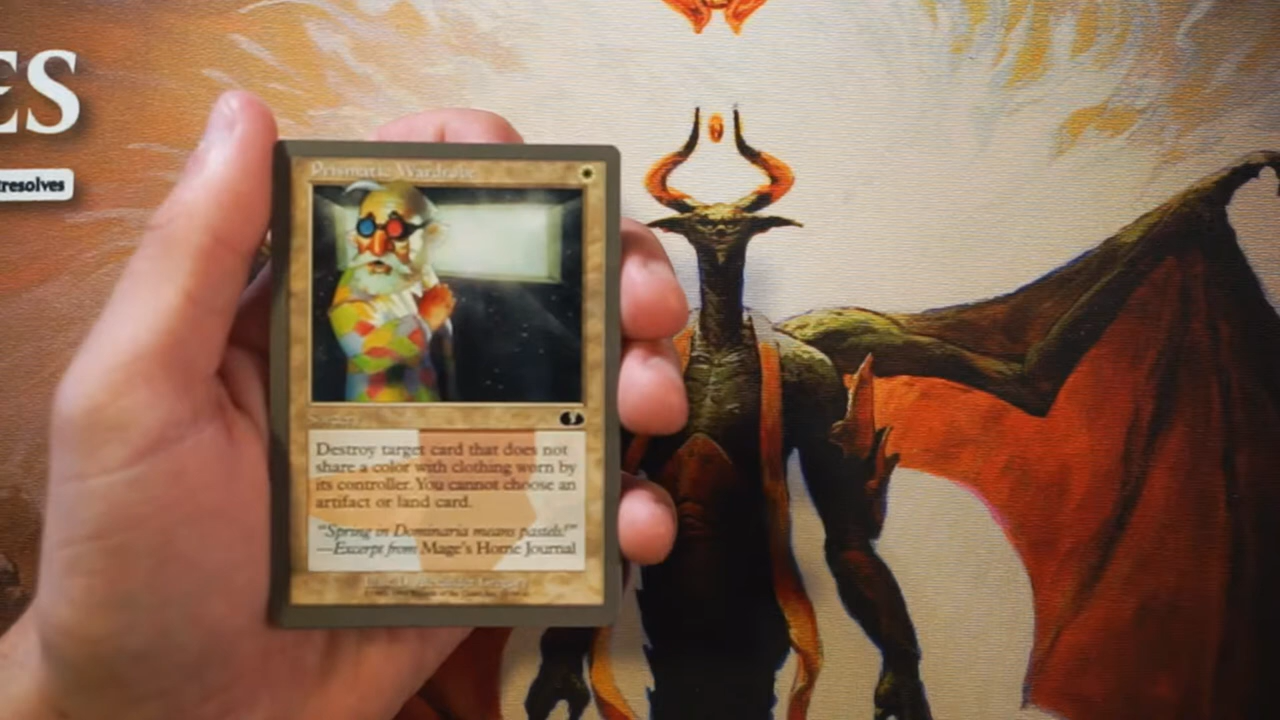 ES
resolves
Prismatic Wardrobe
Sorcery
Destroy target card that does not
share a color with clothing worn by
its controller. You cannot choose an
artifact or land card.
"Spring in Dominaria means pastels!"
—Excerpt from Mage's Home Journal